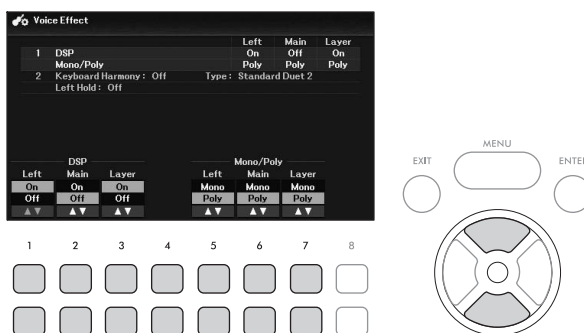 Voice Effect
Left Main Layer
1 DSP On Off On
Mono/Poly Poly Poly Poly
2 Keyboard Harmony : Off Type : Standard Duet 2
Left Hold : Off
DSP Mono/Poly
Left Main Layer Left Main Layer
On On On Mono Mono Mono
Off Off Off Poly Poly Poly
▲▼ ▲▼ ▲▼ ▲▼ ▲▼ ▲▼
1 2 3 4 5 6 7 8
EXIT MENU ENTE